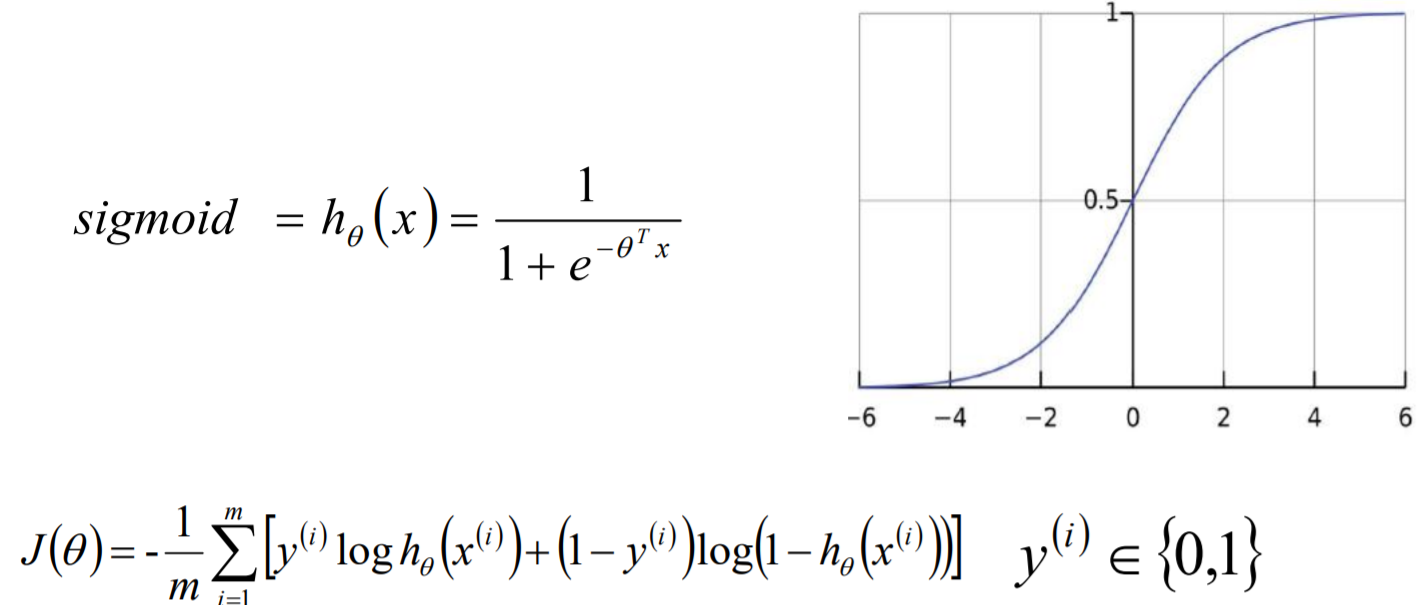 sigmoid = h_θ(x) = 1 / (1 + e^{-θ^T x})
1
0.5
−6 −4 −2 0 2 4 6
J(θ) = - 1/m ∑_{i=1}^{m} [y^{(i)} log h_θ(x^{(i)}) + (1 − y^{(i)}) log(1 − h_θ(x^{(i)}))] y^{(i)} ∈ {0,1}